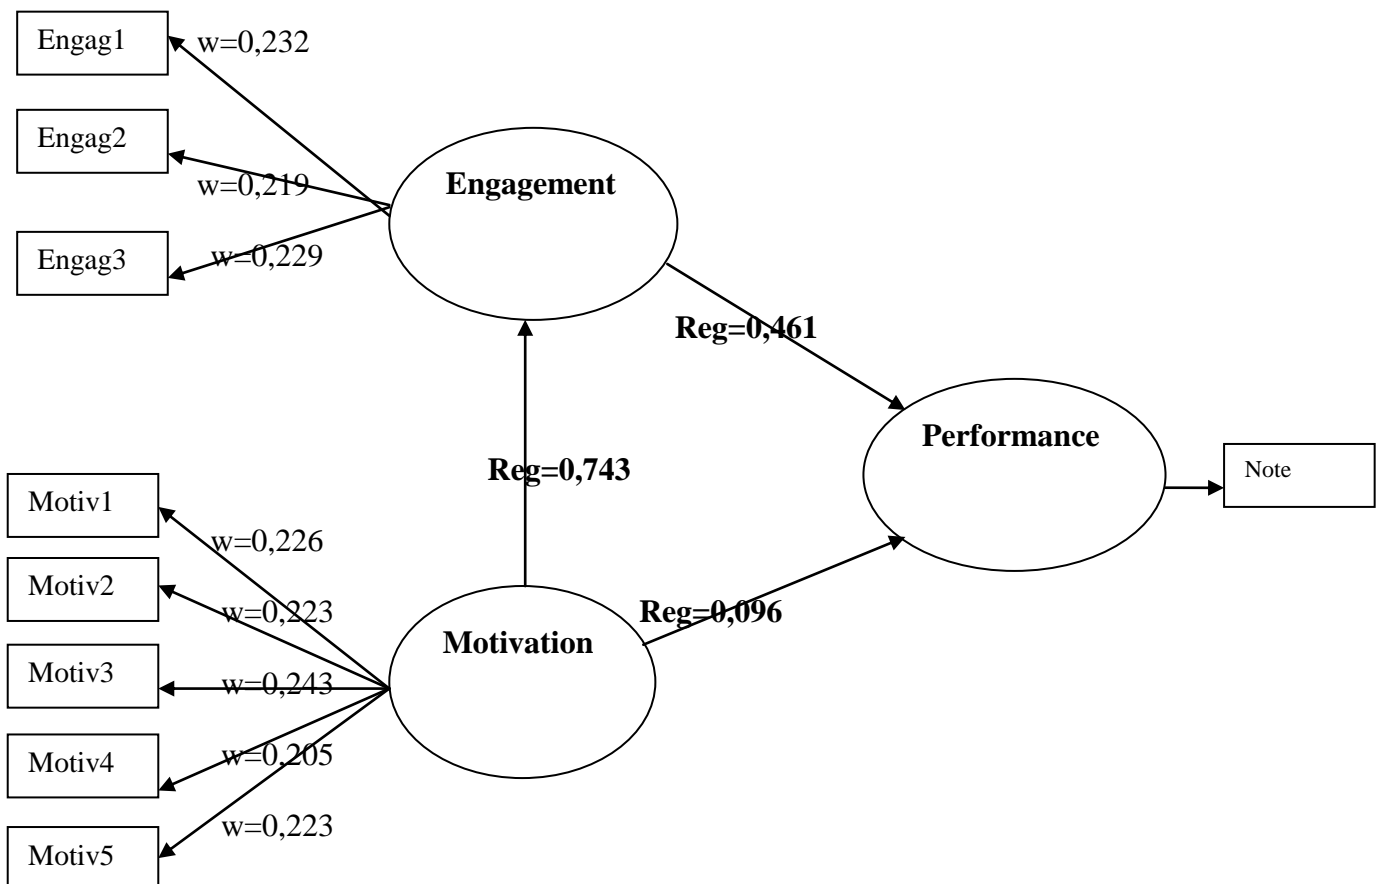 Engag1
w=0,232
Engag2
w=0,219
Engagement
Engag3
w=0,229
Reg=0,461
Performance
Reg=0,743
Note
Motiv1
w=0,226
Motiv2
w=0,223
Reg=0,096
Motivation
Motiv3
w=0,243
Motiv4
w=0,205
w=0,223
Motiv5